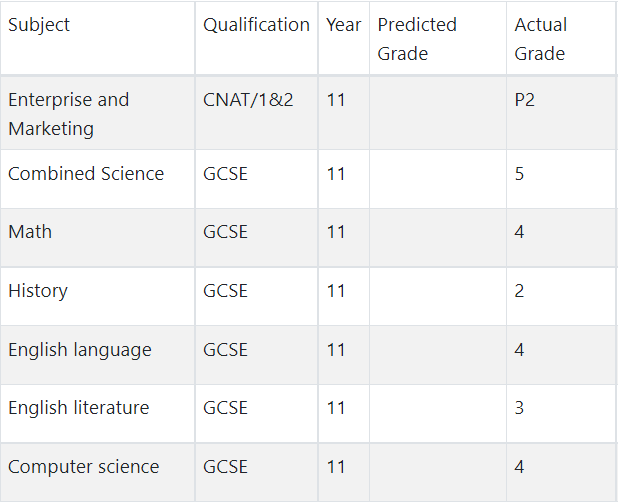 Subject Qualification Year Predicted Grade Actual Grade
Enterprise and Marketing CNAT/1&2 11 P2
Combined Science GCSE 11 5
Math GCSE 11 4
History GCSE 11 2
English language GCSE 11 4
English literature GCSE 11 3
Computer science GCSE 11 4